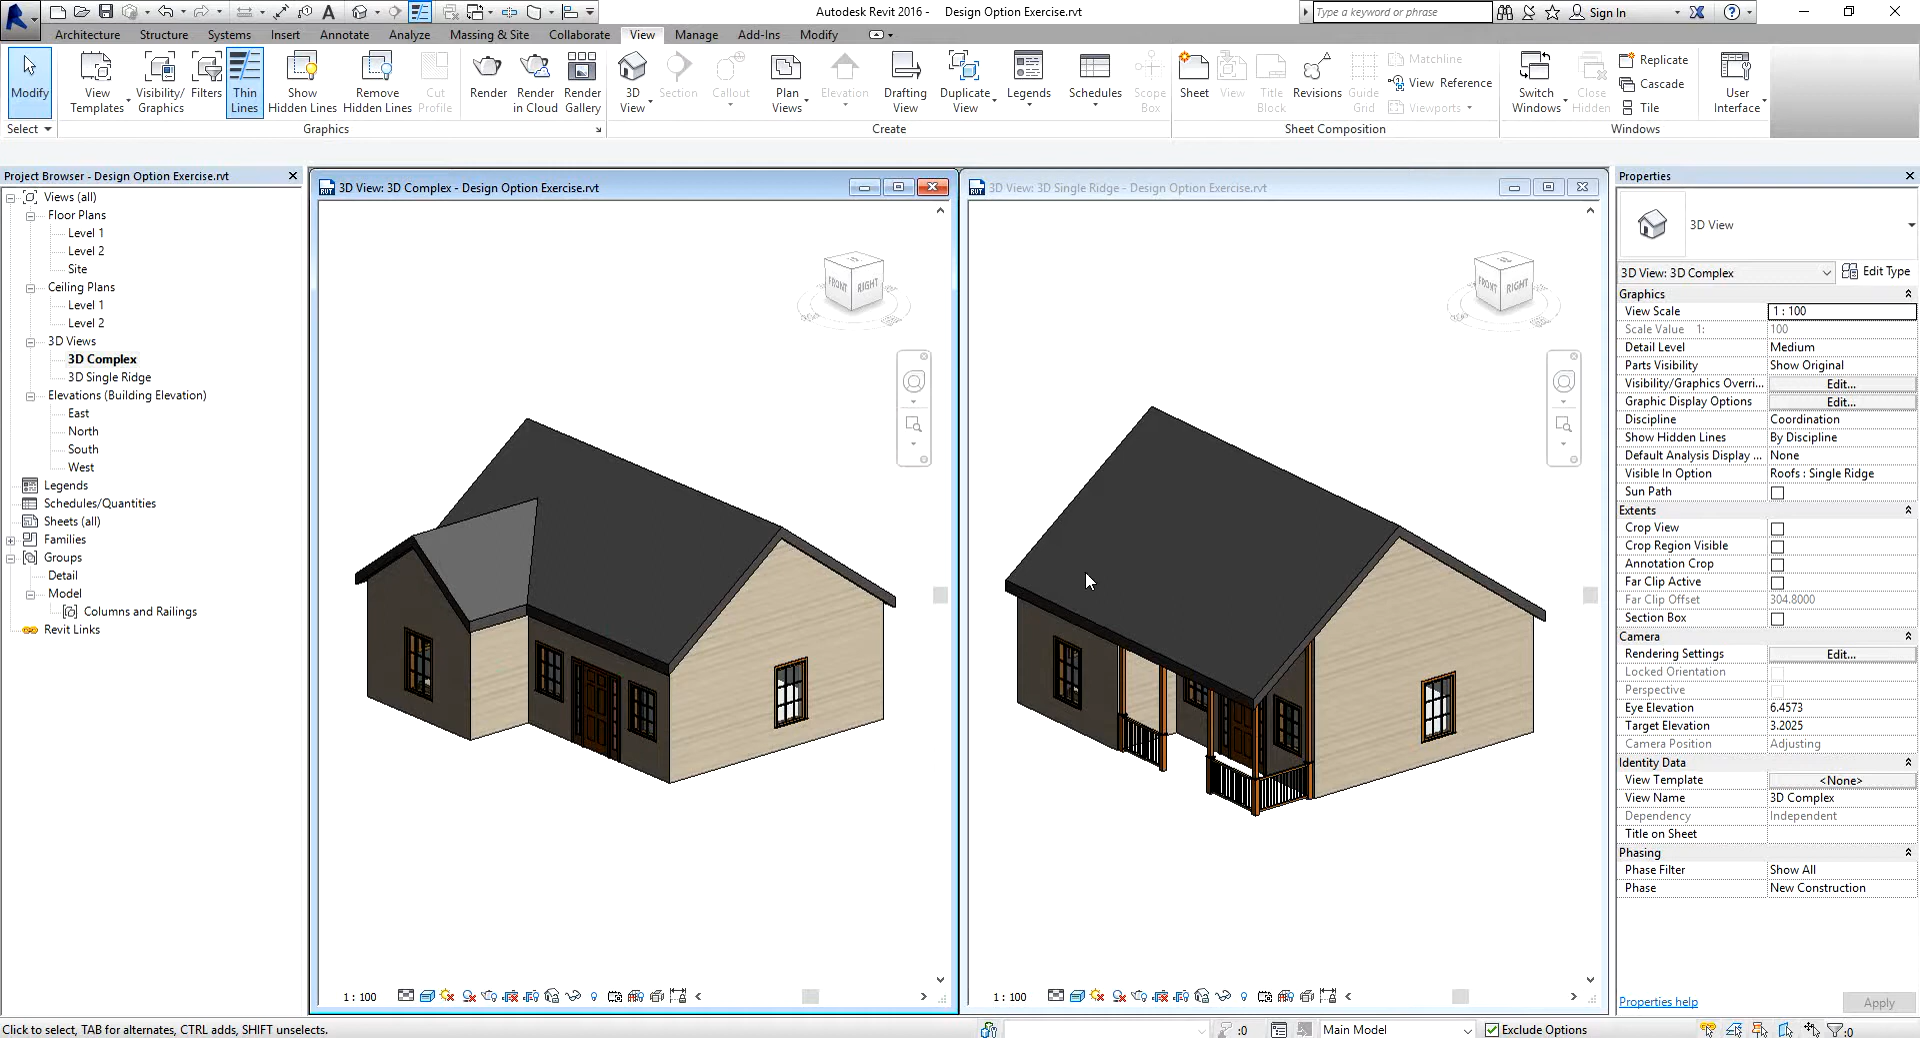 Autodesk Revit 2016 - Design Option Exercise.rvt
Type a keyword or phrase
Sign In
Architecture Structure Systems Insert Annotate Analyze Massing & Site Collaborate View Manage Add-Ins Modify
Modify
View Templates
Visibility/ Graphics
Filters
Thin Lines
Show Hidden Lines
Remove Hidden Lines
Cut Profile
Render
Render in Cloud
Render Gallery
3D View
Section
Callout
Plan Views
Elevation
Drafting View
Duplicate View
Legends
Schedules
Scope Box
Sheet
View
Title Block
Revisions
Guide Grid
Matchline
View Reference
Viewports
Switch Windows
Close Hidden
Replicate
Cascade
Tile
User Interface
Select
Graphics
Create
Sheet Composition
Windows
Project Browser - Design Option Exercise.rvt
Views (all)
Floor Plans
Level 1
Level 2
Site
Ceiling Plans
Level 1
Level 2
3D Views
3D Complex
3D Single Ridge
Elevations (Building Elevation)
East
North
South
West
Legends
Schedules/Quantities
Sheets (all)
Families
Groups
Detail
Model
Columns and Railings
Revit Links
3D View: 3D Complex - Design Option Exercise.rvt
FRONT RIGHT
1 : 100
3D View: 3D Single Ridge - Design Option Exercise.rvt
FRONT RIGHT
1 : 100
Properties
3D View
3D View: 3D Complex
Edit Type
Graphics
View Scale 1 : 100
Scale Value 1: 100
Detail Level Medium
Parts Visibility Show Original
Visibility/Graphics Overri... Edit...
Graphic Display Options Edit...
Discipline Coordination
Show Hidden Lines By Discipline
Default Analysis Display ... None
Visible In Option Roofs : Single Ridge
Sun Path
Extents
Crop View
Crop Region Visible
Annotation Crop
Far Clip Active
Far Clip Offset 304.8000
Section Box
Camera
Rendering Settings Edit...
Locked Orientation
Perspective
Eye Elevation 6.4573
Target Elevation 3.2025
Camera Position Adjusting
Identity Data
View Template <None>
View Name 3D Complex
Dependency Independent
Title on Sheet
Phasing
Phase Filter Show All
Phase New Construction
Properties help
Apply
Click to select, TAB for alternates, CTRL adds, SHIFT unselects.
:0
Main Model
Exclude Options
:0